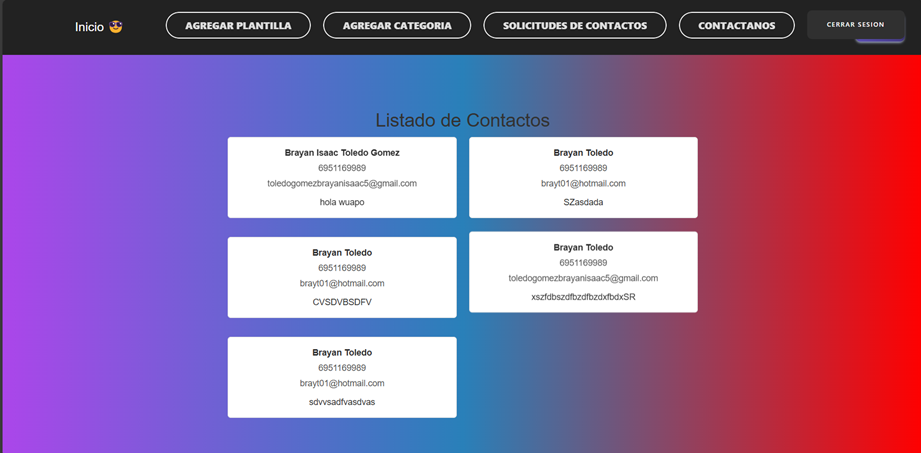 Inicio 🤠
AGREGAR PLANTILLA
AGREGAR CATEGORIA
SOLICITUDES DE CONTACTOS
CONTACTANOS
CERRAR SESION
Listado de Contactos
Brayan Isaac Toledo Gomez
6951169989
toledogomezbrayanisaac5@gmail.com
hola wuapo
Brayan Toledo
6951169989
brayt01@hotmail.com
SZasdada
Brayan Toledo
6951169989
brayt01@hotmail.com
CVSDVBSDFV
Brayan Toledo
6951169989
toledogomezbrayanisaac5@gmail.com
xszfdbszdfbzdfbzdxfbdxSR
Brayan Toledo
6951169989
brayt01@hotmail.com
sdvvsadfvasdvas